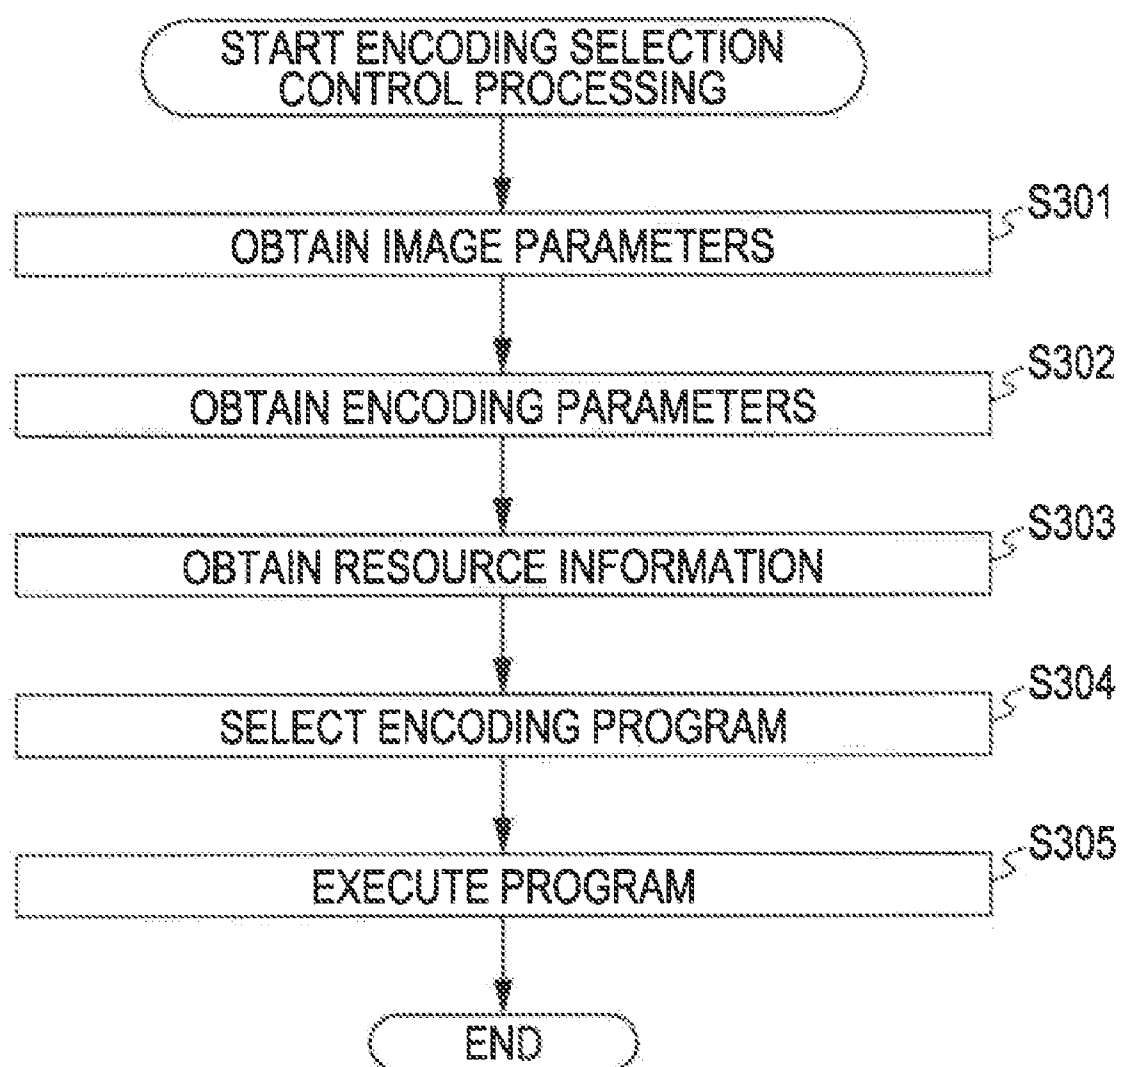 START ENCODING SELECTION
CONTROL PROCESSING
S301
OBTAIN IMAGE PARAMETERS
S302
OBTAIN ENCODING PARAMETERS
S303
OBTAIN RESOURCE INFORMATION
S304
SELECT ENCODING PROGRAM
S305
EXECUTE PROGRAM
END